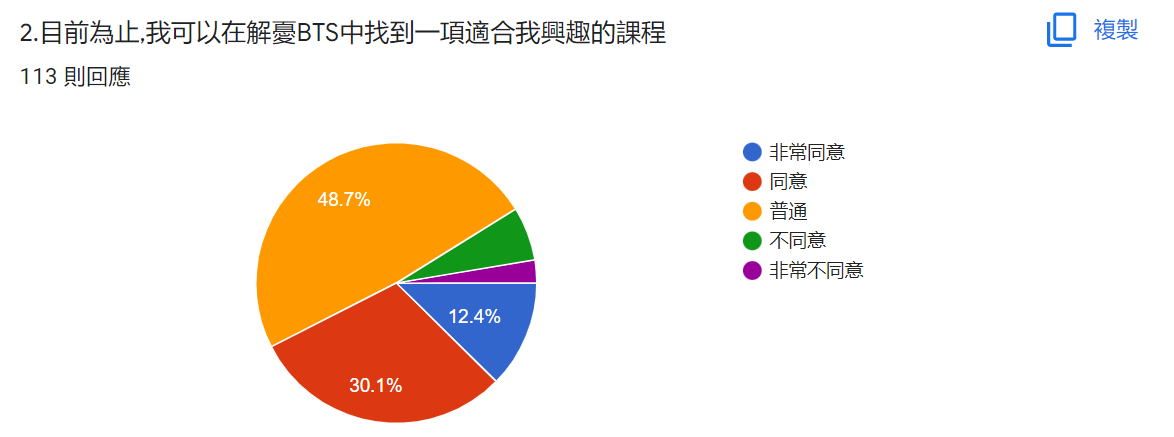 2.目前為止,我可以在解憂BTS中找到一項適合我興趣的課程
複製
113 則回應
48.7%
12.4%
30.1%
非常同意
同意
普通
不同意
非常不同意